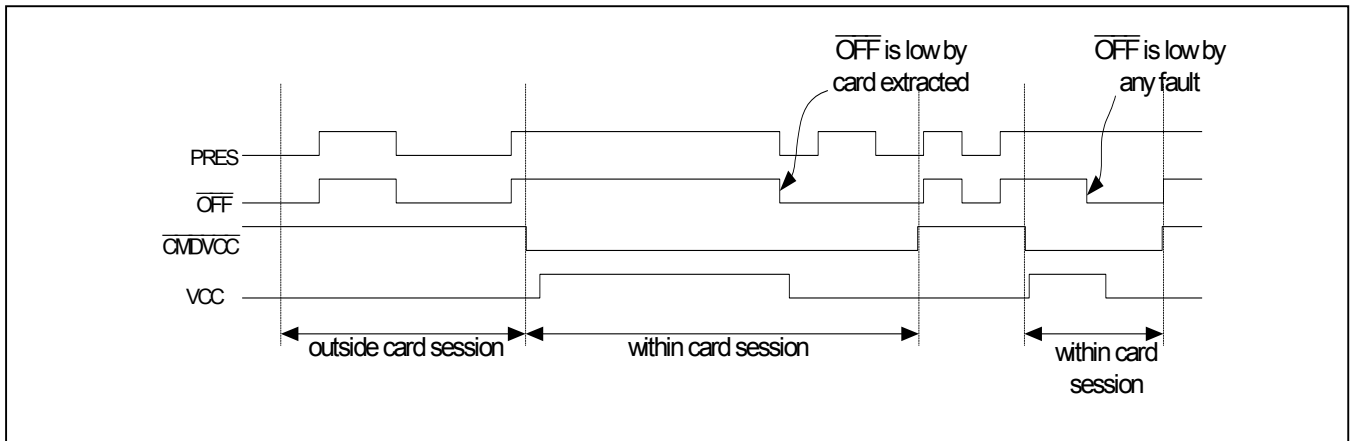 OFF is low by
card extracted
OFF is low by
any fault
PRES
OFF
CMDVCC
VCC
outside card session
within card session
within card
session